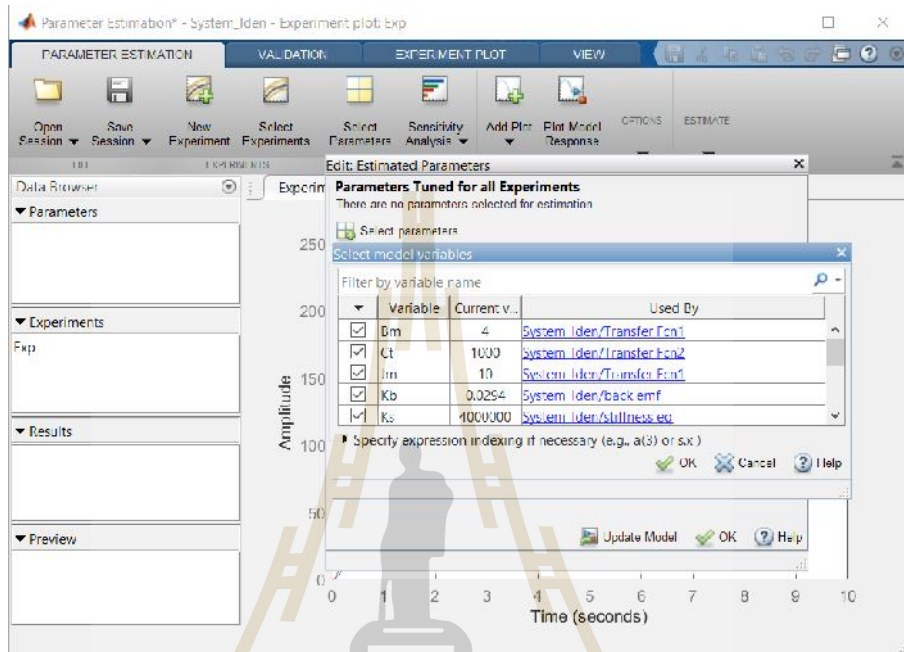 Parameter Estimation* - System_Iden - Experiment plot: Exp
PARAMETER ESTIMATION VALIDATION EXPERIMENT PLOT VIEW
Open Session Save Session New Experiment Select Experiments Select Parameters Sensitivity Analysis Add Plot Plot Model Response OPTIONS ESTIMATE
FILE EXPERIMENTS
Edit: Estimated Parameters
Data Browser
Experim
Parameters Tuned for all Experiments
There are no parameters selected for estimation
Parameters
Select parameters
250
Select model variables
Filter by variable name
200
Variable Current v... Used By
Experiments
Bm 4 System_Iden/Transfer Fcn1
Exp
Ct 1000 System_Iden/Transfer Fcn2
150
Jm 10 System_Iden/Transfer Fcn1
Kb 0.0294 System_Iden/back emf
Amplitude
Ks 4000000 System_Iden/stiffness eq
Results
100
Specify expression indexing if necessary (e.g., a(3) or s.x )
OK Cancel Help
50
Preview
Update Model OK Help
0
0 1 2 3 4 5 6 7 8 9 10
Time (seconds)